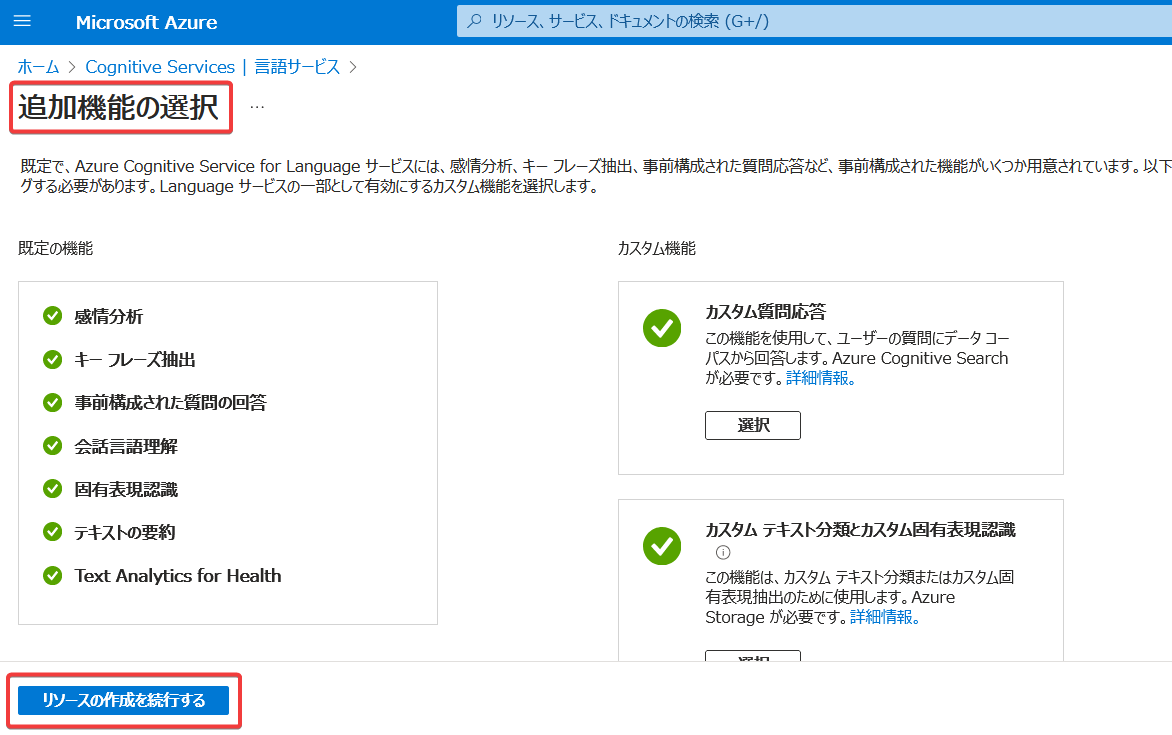 Microsoft Azure
リソース、サービス、ドキュメントの検索 (G+/)
ホーム > Cognitive Services | 言語サービス >
追加機能の選択 …
既定で、Azure Cognitive Service for Language サービスには、感情分析、キー フレーズ抽出、事前構成された質問応答など、事前構成された機能がいくつか用意されています。以下
グする必要があります。Language サービスの一部として有効にするカスタム機能を選択します。
既定の機能
感情分析
キー フレーズ抽出
事前構成された質問の回答
会話言語理解
固有表現認識
テキストの要約
Text Analytics for Health
カスタム機能
カスタム質問応答
この機能を使用して、ユーザーの質問にデータ コー
パスから回答します。Azure Cognitive Search
が必要です。詳細情報。
選択
カスタム テキスト分類とカスタム固有表現認識
この機能は、カスタム テキスト分類またはカスタム固
有表現抽出のために使用します。Azure
Storage が必要です。詳細情報。
選択
リソースの作成を続行する